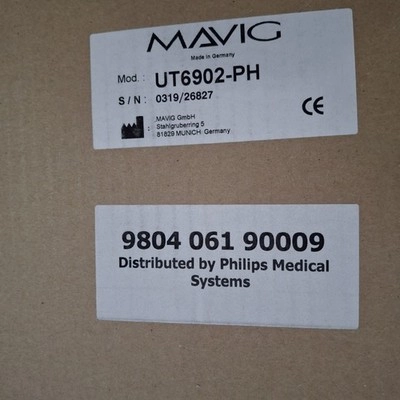 MAVIG
Made in Germany
Mod. : UT6902-PH
S / N : 0319/26827
MAVIG GmbH
: Stahlgruberring 5
81829 MUNICH Germany
CE
9804 061 90009
Distributed by Philips Medical
Systems